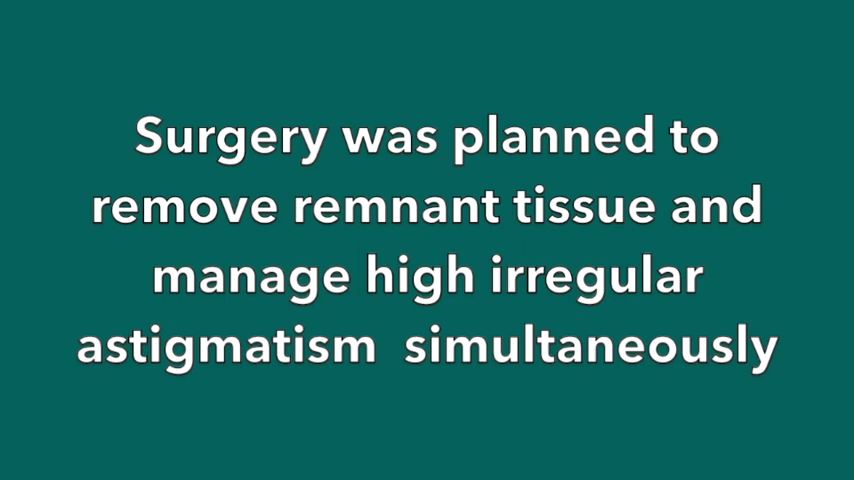 Surgery was planned to
remove remnant tissue and
manage high irregular
astigmatism simultaneously